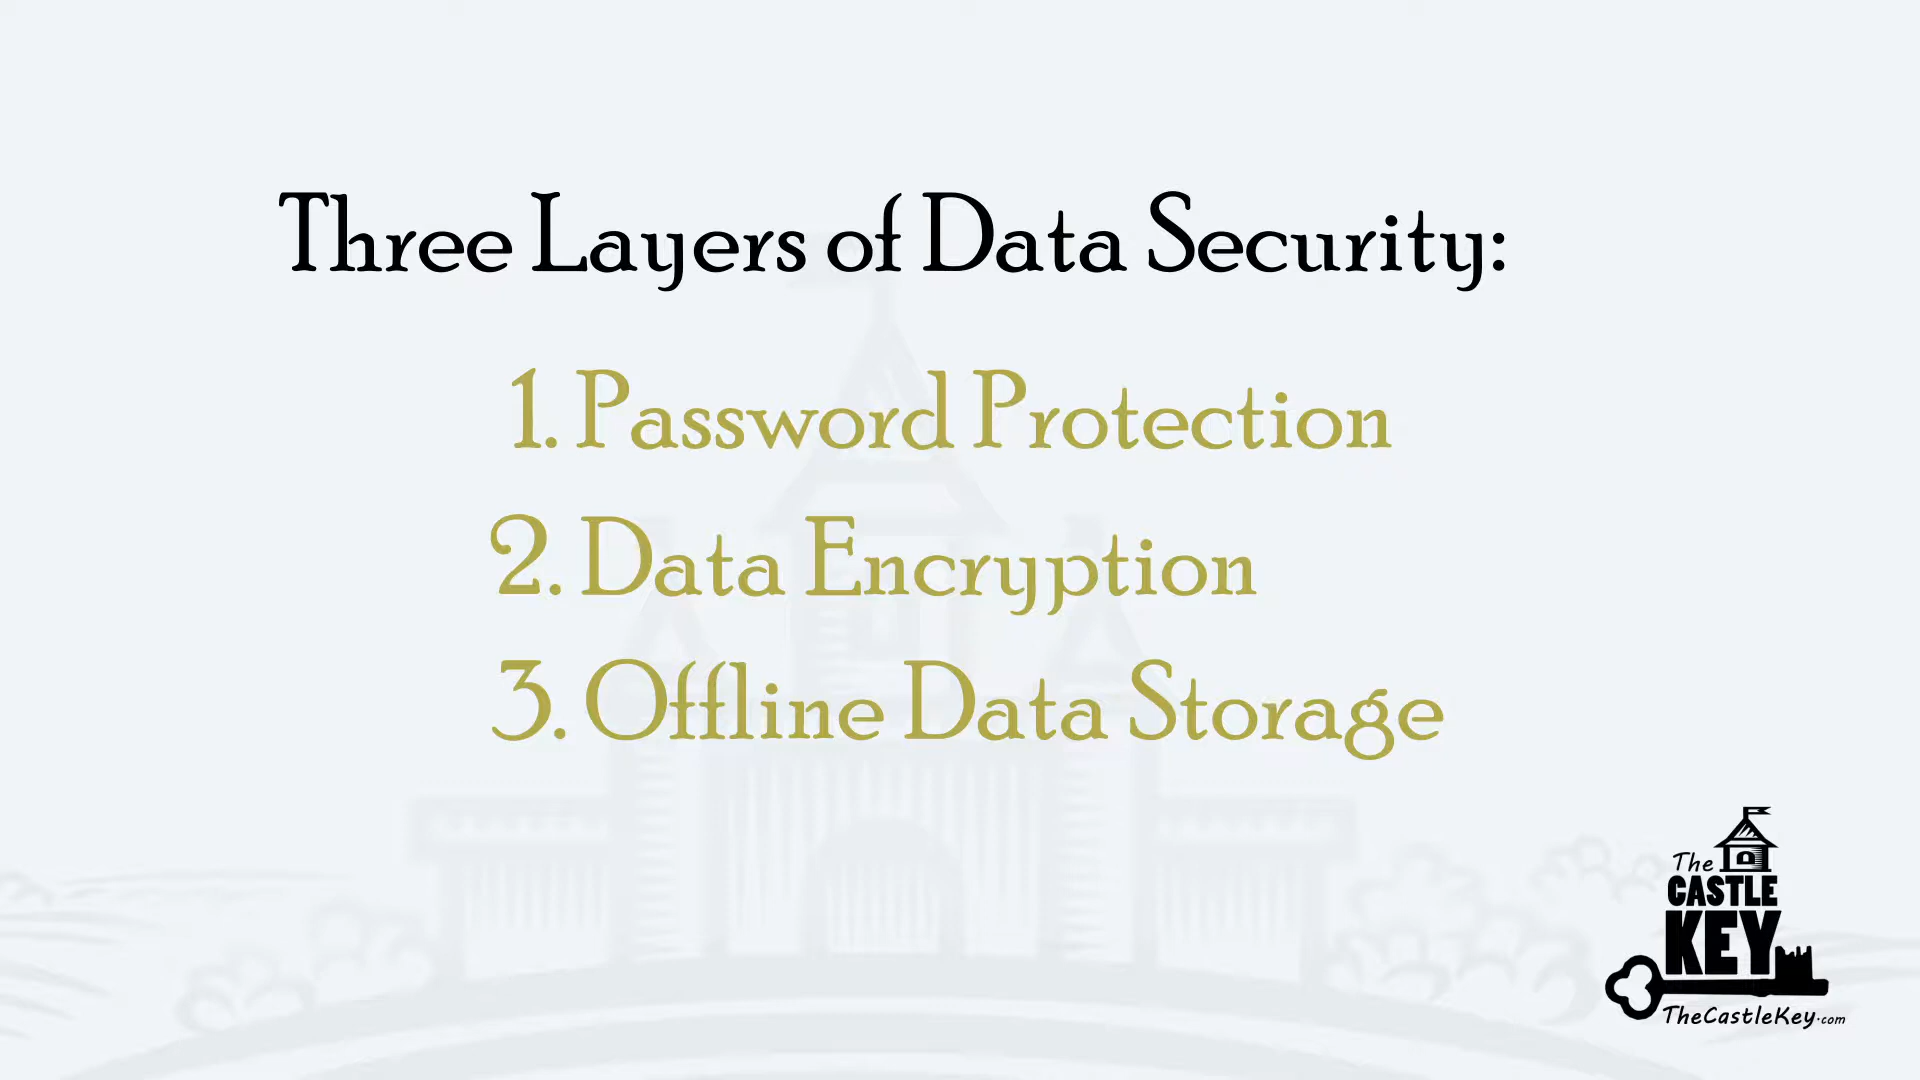 Three Layers of Data Security:
1. Password Protection
2. Data Encryption
3. Offline Data Storage
The
CASTLE
KEY
TheCastleKey.com